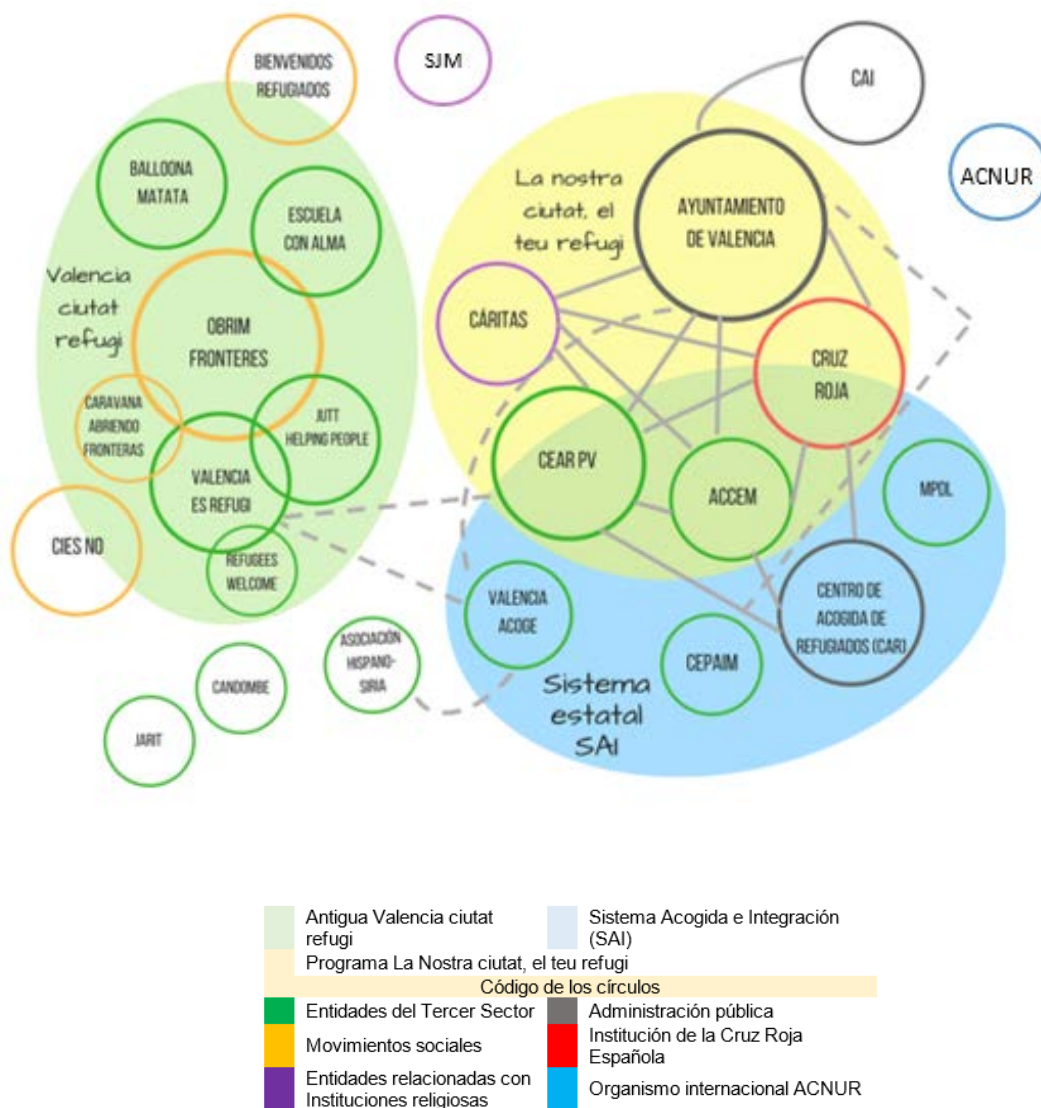 BIENVENIDOS
REFUGIADOS
SJM
CAI
ACNUR
BALLOONA
MATATA
ESCUELA
CON ALMA
La nostra
ciutat, el
teu refugi
AYUNTAMIENTO
DE VALENCIA
Valencia
ciutat
refugi
OBRIM
FRONTERES
CÁRITAS
CRUZ
ROJA
CARAVANA
ABRIENDO
FRONTERAS
JUTT
HELPING PEOPLE
VALENCIA
ES REFUGI
CEAR PV
ACCEM
MPDL
CIES NO
REFUGEES
WELCOME
VALENCIA
ACOGE
CENTRO DE
ACOGIDA DE
REFUGIADOS (CAR)
ASOCIACIÓN
HISPANO-
SIRIA
CEPAIM
CANDOMBE
JARIT
Sistema
estatal
SAI
Antigua Valencia ciutat
refugi
Sistema Acogida e Integración
(SAI)
Programa La Nostra ciutat, el teu refugi
Código de los círculos
Entidades del Tercer Sector
Administración pública
Movimientos sociales
Institución de la Cruz Roja
Española
Entidades relacionadas con
Instituciones religiosas
Organismo internacional ACNUR